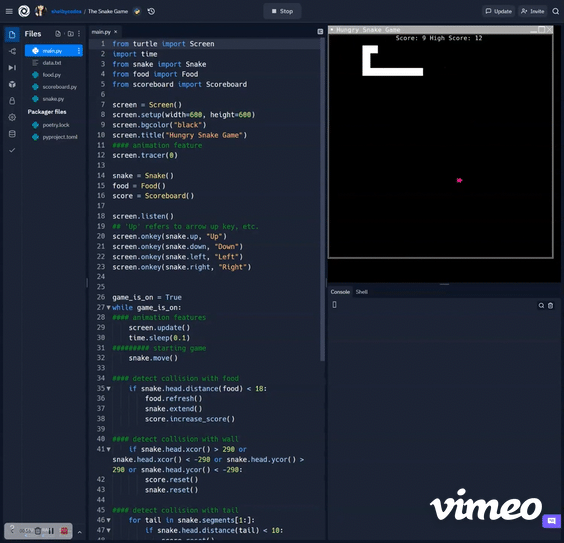 shelbyrosina / The Snake Game
Stop
Update
Invite
Files
main.py
data.txt
food.py
scoreboard.py
snake.py
Packager files
poetry.lock
pyproject.toml
main.py
1 from turtle import Screen
2 import time
3 from snake import Snake
4 from food import Food
5 from scoreboard import Scoreboard
6
7 screen = Screen()
8 screen.setup(width=600, height=600)
9 screen.bgcolor("black")
10 screen.title("Hungry Snake Game")
11 #### animation feature
12 screen.tracer(0)
13
14 snake = Snake()
15 food = Food()
16 score = Scoreboard()
17
18 screen.listen()
19 ## 'Up' refers to arrow up key, etc.
20 screen.onkey(snake.up, "Up")
21 screen.onkey(snake.down, "Down")
22 screen.onkey(snake.left, "Left")
23 screen.onkey(snake.right, "Right")
24
25
26 game_is_on = True
27 while game_is_on:
28 #### animation features
29 screen.update()
30 time.sleep(0.1)
31 ######### starting game
32 snake.move()
33
34 #### detect collision with food
35 if snake.head.distance(food) < 18:
36 food.refresh()
37 snake.extend()
38 score.increase_score()
39
40 #### detect collision with wall
41 if snake.head.xcor() > 290 or
snake.head.xcor() < -290 or snake.head.ycor() >
290 or snake.head.ycor() < -290:
42 score.reset()
43 snake.reset()
44
45 #### detect collision with tail
46 for tail in snake.segments[1:]:
47 if snake.head.distance(tail) < 10:
48 score.reset()
Hungry Snake Game
Score: 9 High Score: 12
Console
Shell
vimeo